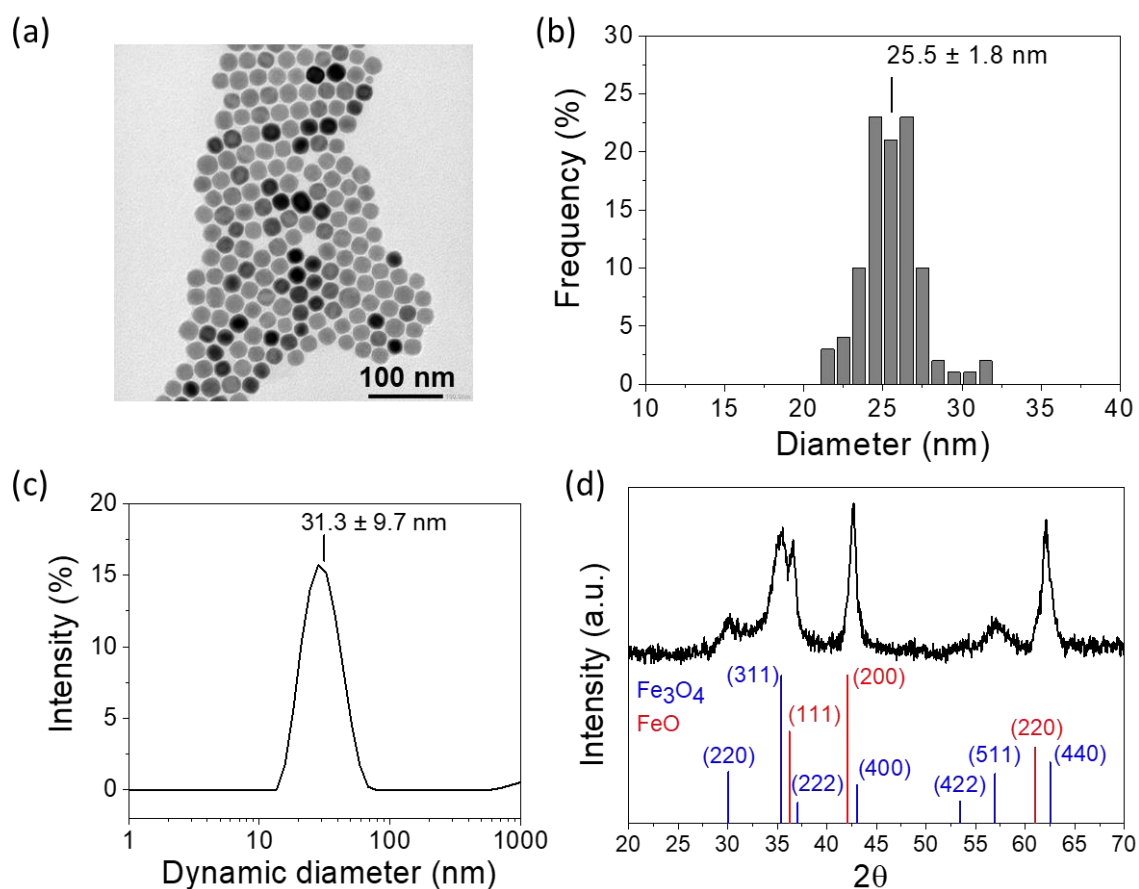 (a)
100 nm
(b)
25.5 ± 1.8 nm
Frequency (%)
30
25
20
15
10
5
0
10 15 20 25 30 35 40
Diameter (nm)
(c)
31.3 ± 9.7 nm
Intensity (%)
20
15
10
5
0
1 10 100 1000
Dynamic diameter (nm)
(d)
Intensity (a.u.)
Fe₃O₄
FeO
(311)
(200)
(111)
(220)
(222)
(400)
(422)
(511)
(220)
(440)
20 25 30 35 40 45 50 55 60 65 70
2θ